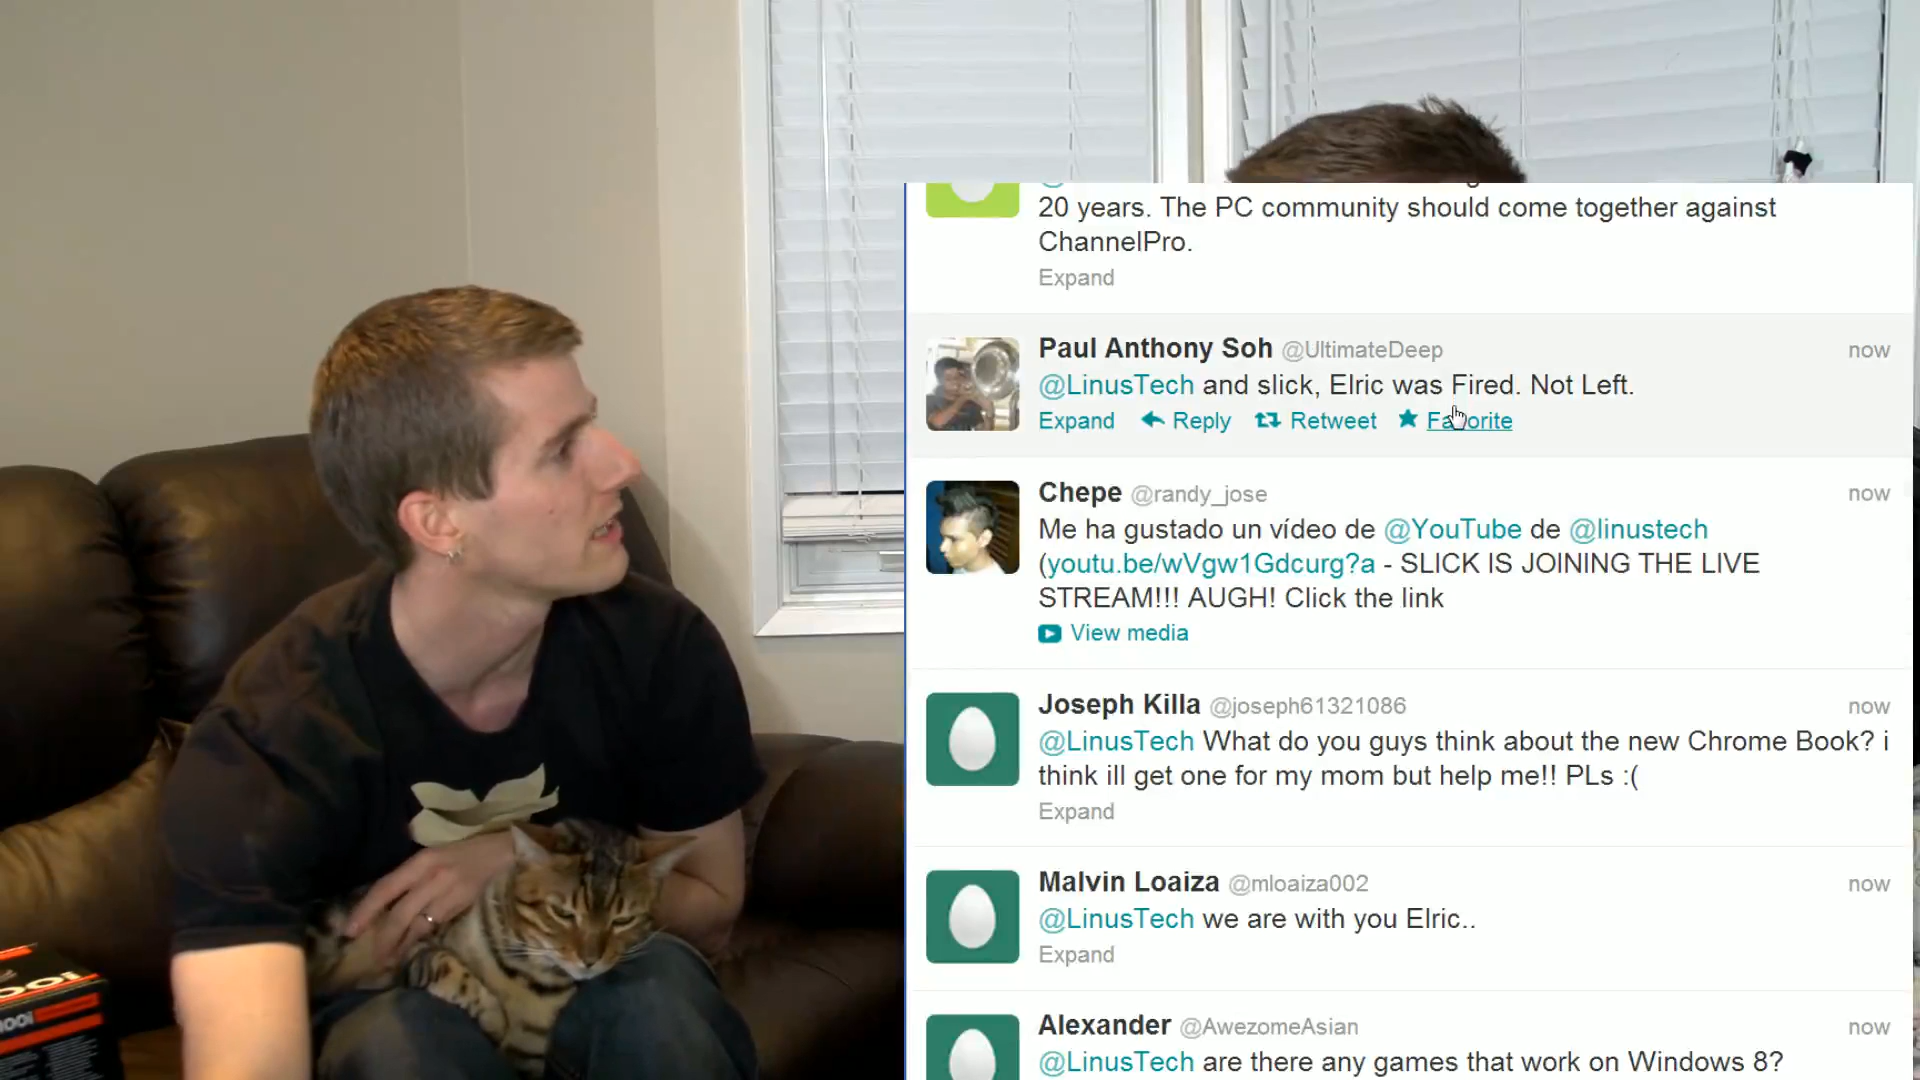 20 years. The PC community should come together against
ChannelPro.
Expand
Paul Anthony Soh @UltimateDeep now
@LinusTech and slick, Elric was Fired. Not Left.
Expand Reply Retweet Favorite
Chepe @randy_jose now
Me ha gustado un vídeo de @YouTube de @linustech
(youtu.be/wVgw1Gdcurg?a - SLICK IS JOINING THE LIVE
STREAM!!! AUGH! Click the link
View media
Joseph Killa @joseph61321086 now
@LinusTech What do you guys think about the new Chrome Book? i
think ill get one for my mom but help me!! PLs :(
Expand
Malvin Loaiza @mloaiza002 now
@LinusTech we are with you Elric..
Expand
Alexander @AwezomeAsian now
@LinusTech are there any games that work on Windows 8?